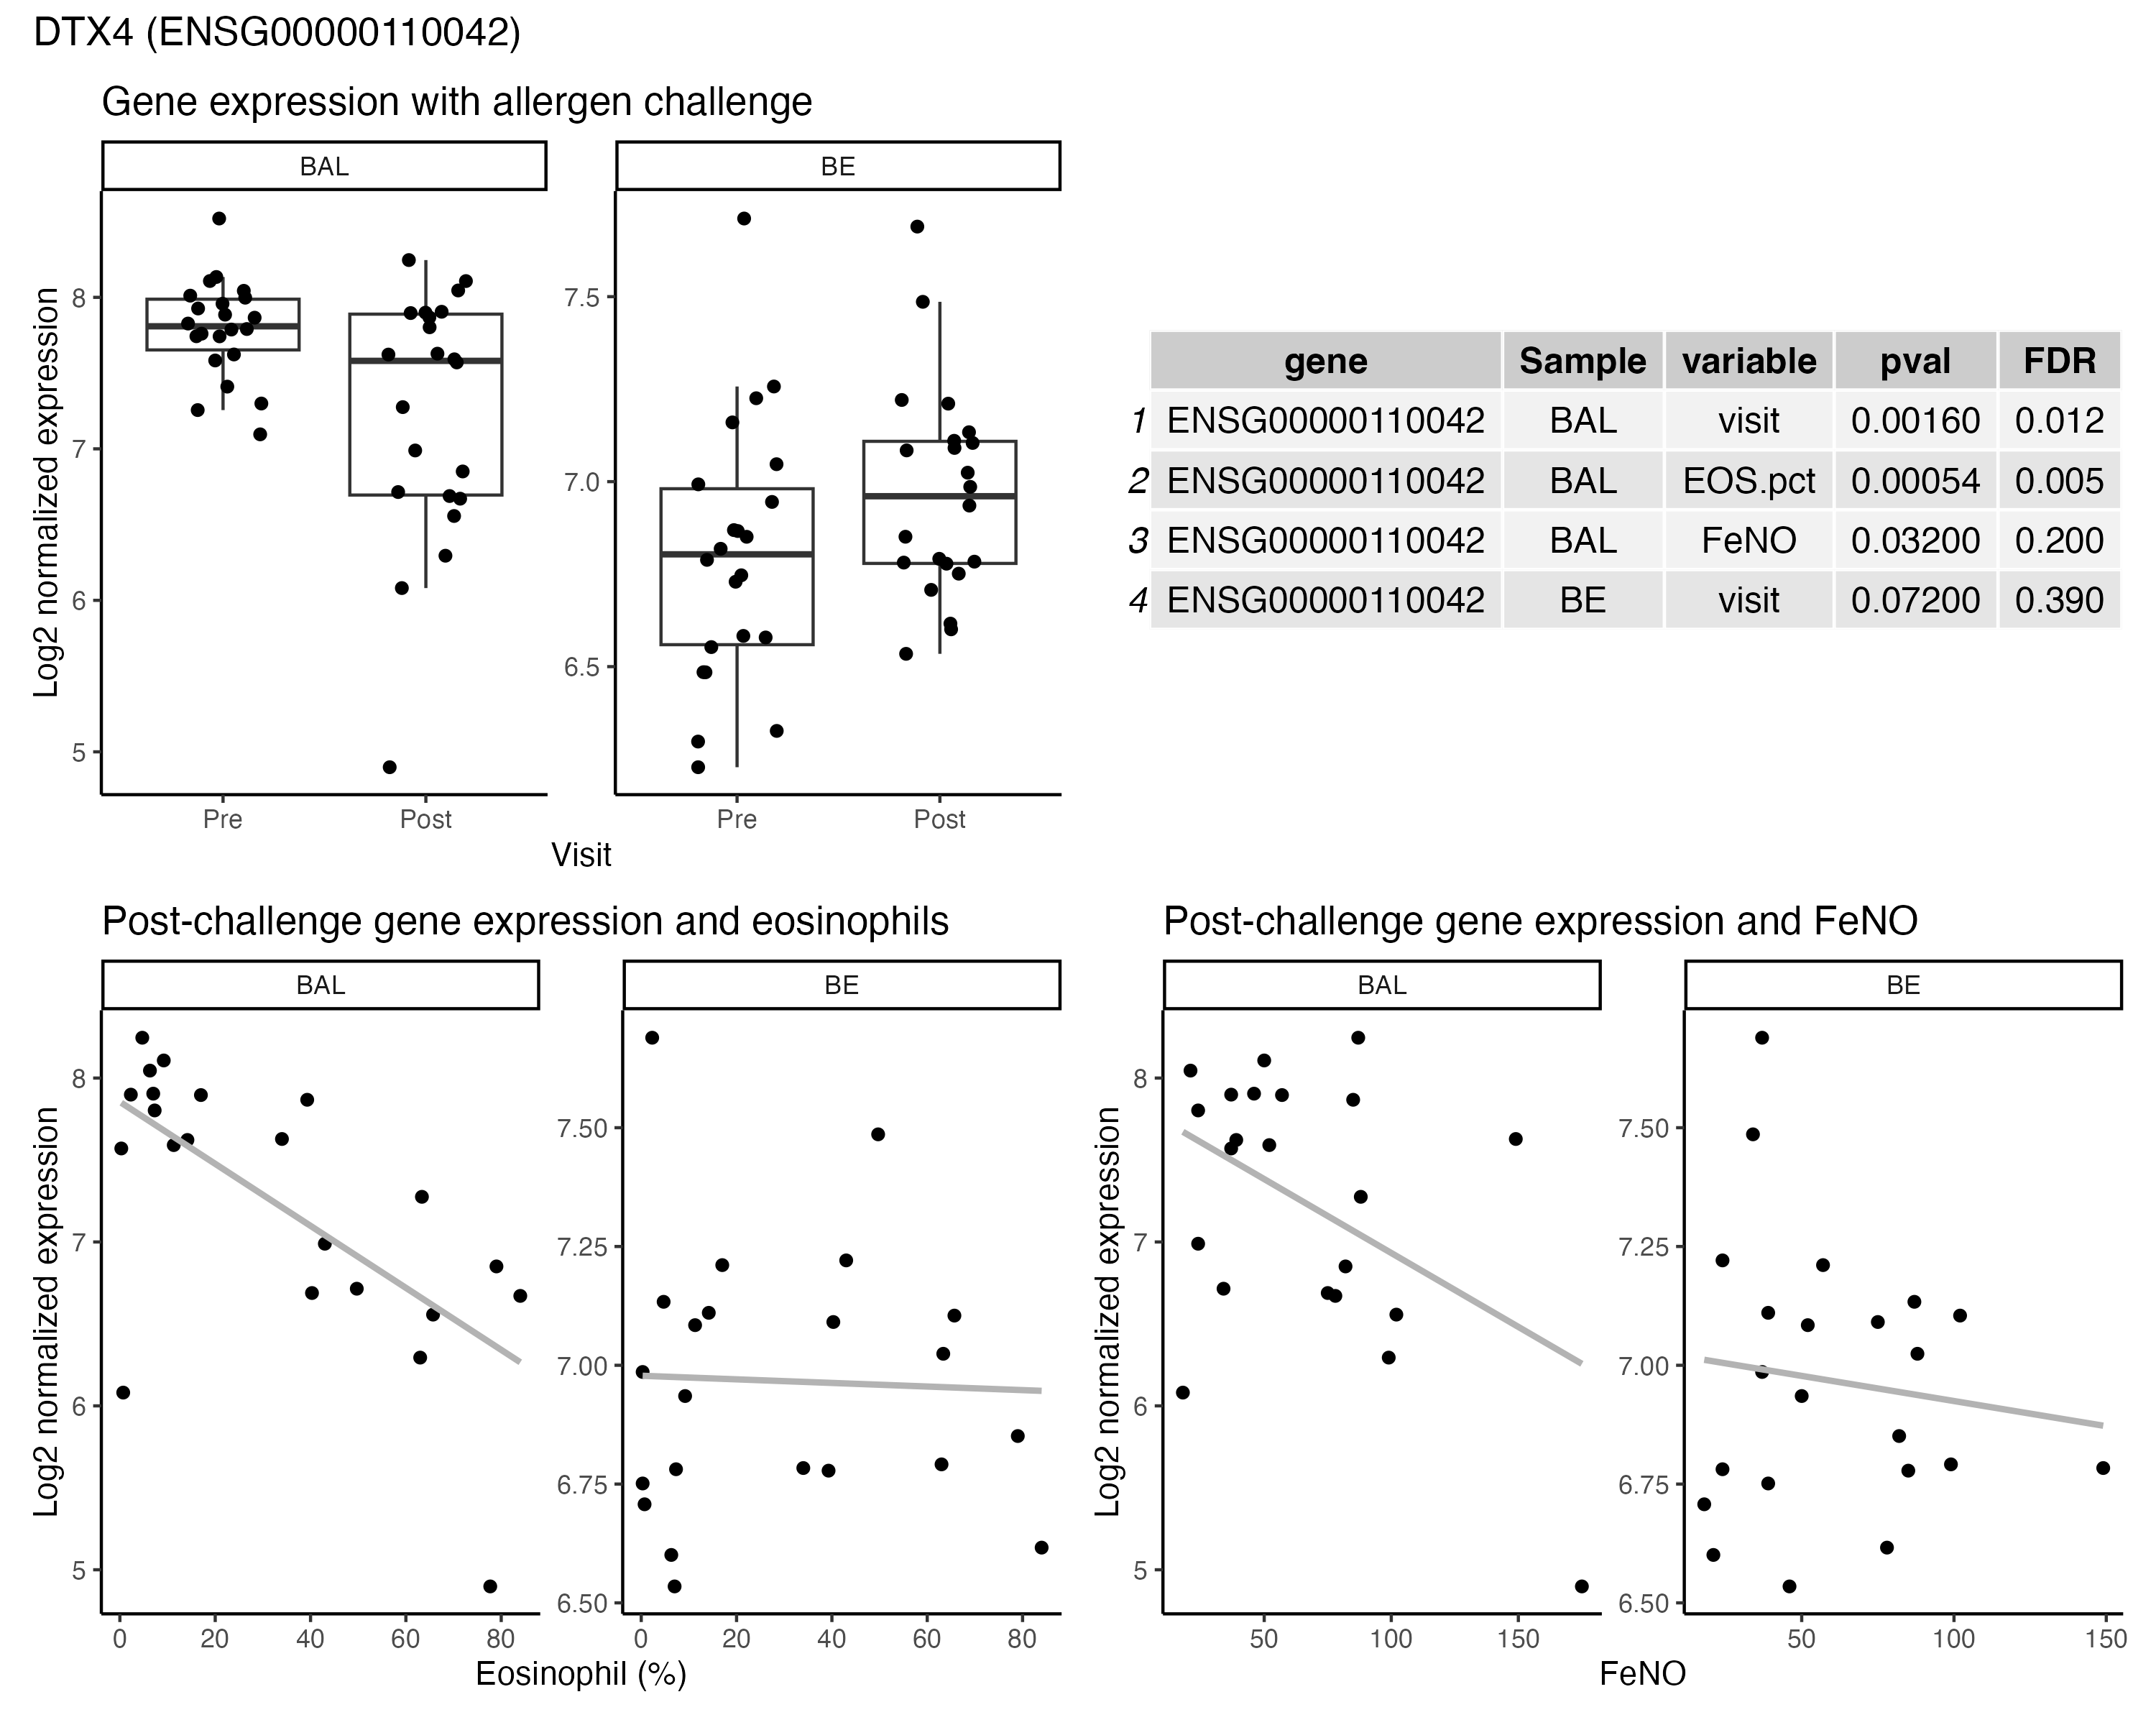 DTX4 (ENSG00000110042)
Gene expression with allergen challenge
BAL
BE
Log2 normalized expression
8
7
6
5
7.5
7.0
6.5
Pre
Post
Pre
Post
Visit
gene Sample variable pval FDR
1 ENSG00000110042 BAL visit 0.00160 0.012
2 ENSG00000110042 BAL EOS.pct 0.00054 0.005
3 ENSG00000110042 BAL FeNO 0.03200 0.200
4 ENSG00000110042 BE visit 0.07200 0.390
Post-challenge gene expression and eosinophils
BAL
BE
Log2 normalized expression
8
7
6
5
7.50
7.25
7.00
6.75
6.50
0 20 40 60 80
0 20 40 60 80
Eosinophil (%)
Post-challenge gene expression and FeNO
BAL
BE
Log2 normalized expression
8
7
6
5
7.50
7.25
7.00
6.75
6.50
50 100 150
50 100 150
FeNO